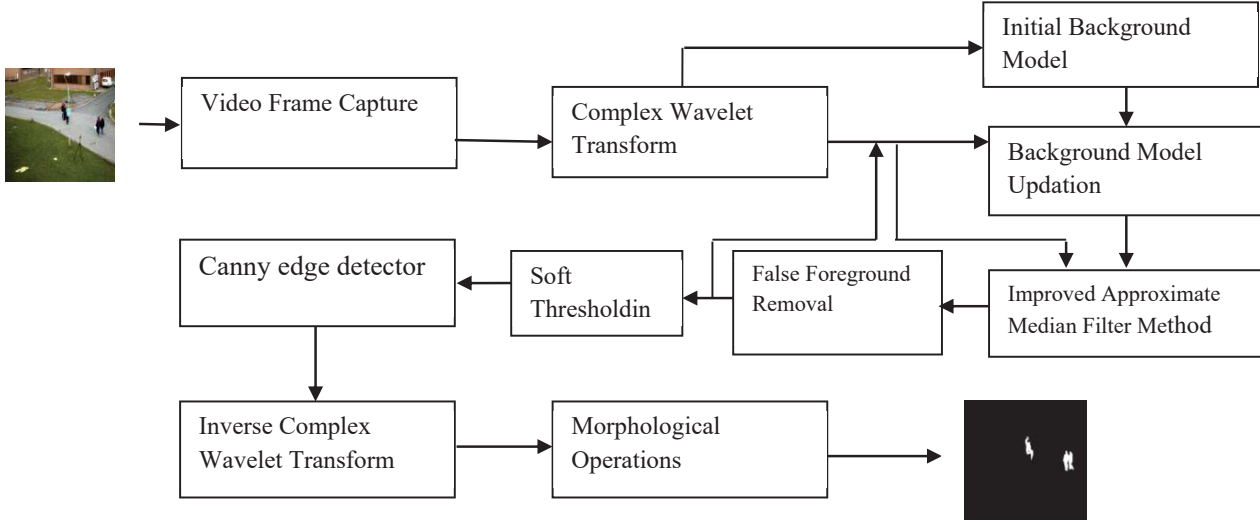 Initial Background
Model
Video Frame Capture
Complex Wavelet
Transform
Background Model
Updation
Canny edge detector
Soft
Thresholdin
False Foreground
Removal
Improved Approximate
Median Filter Method
Inverse Complex
Wavelet Transform
Morphological
Operations